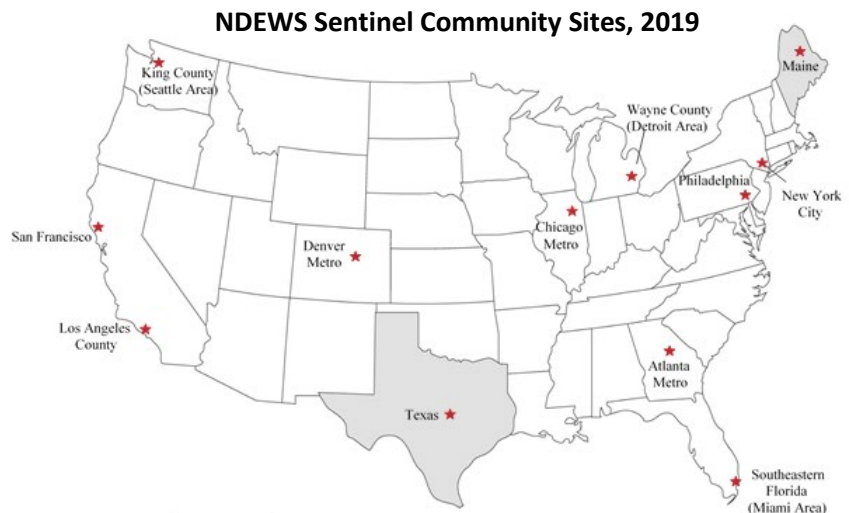 NDEWS Sentinel Community Sites, 2019
King County
(Seattle Area)
Maine
Wayne County
(Detroit Area)
Philadelphia
New York
City
San Francisco
Denver
Metro
Chicago
Metro
Los Angeles
County
Atlanta
Metro
Texas
Southeastern
Florida
(Miami Area)